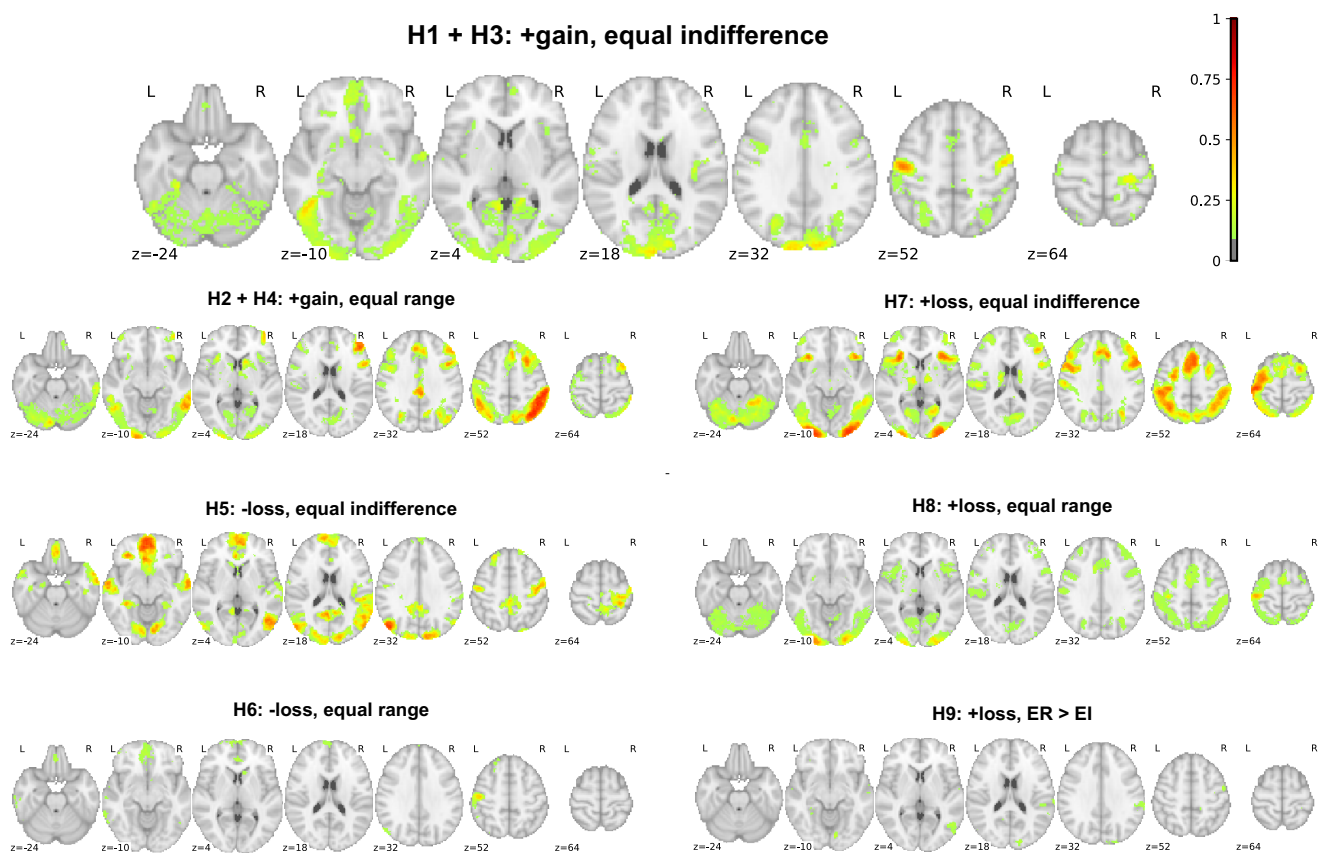 H1 + H3: +gain, equal indifference
1
0.75
0.5
0.25
0
L R L R L R L R L R L R L R
z=-24 z=-10 z=4 z=18 z=32 z=52 z=64
H2 + H4: +gain, equal range
L R L R L R L R L R L R L R
z=-24 z=-10 z=4 z=18 z=32 z=52 z=64
H7: +loss, equal indifference
L R L R L R L R L R L R L R
z=-24 z=-10 z=4 z=18 z=32 z=52 z=64
-
H5: -loss, equal indifference
L R L R L R L R L R L R L R
z=-24 z=-10 z=4 z=18 z=32 z=52 z=64
H8: +loss, equal range
L R L R L R L R L R L R L R
z=-24 z=-10 z=4 z=18 z=32 z=52 z=64
H6: -loss, equal range
L R L R L R L R L R L R L R
z=-24 z=-10 z=4 z=18 z=32 z=52 z=64
H9: +loss, ER > EI
L R L R L R L R L R L R L R
z=-24 z=-10 z=4 z=18 z=32 z=52 z=64